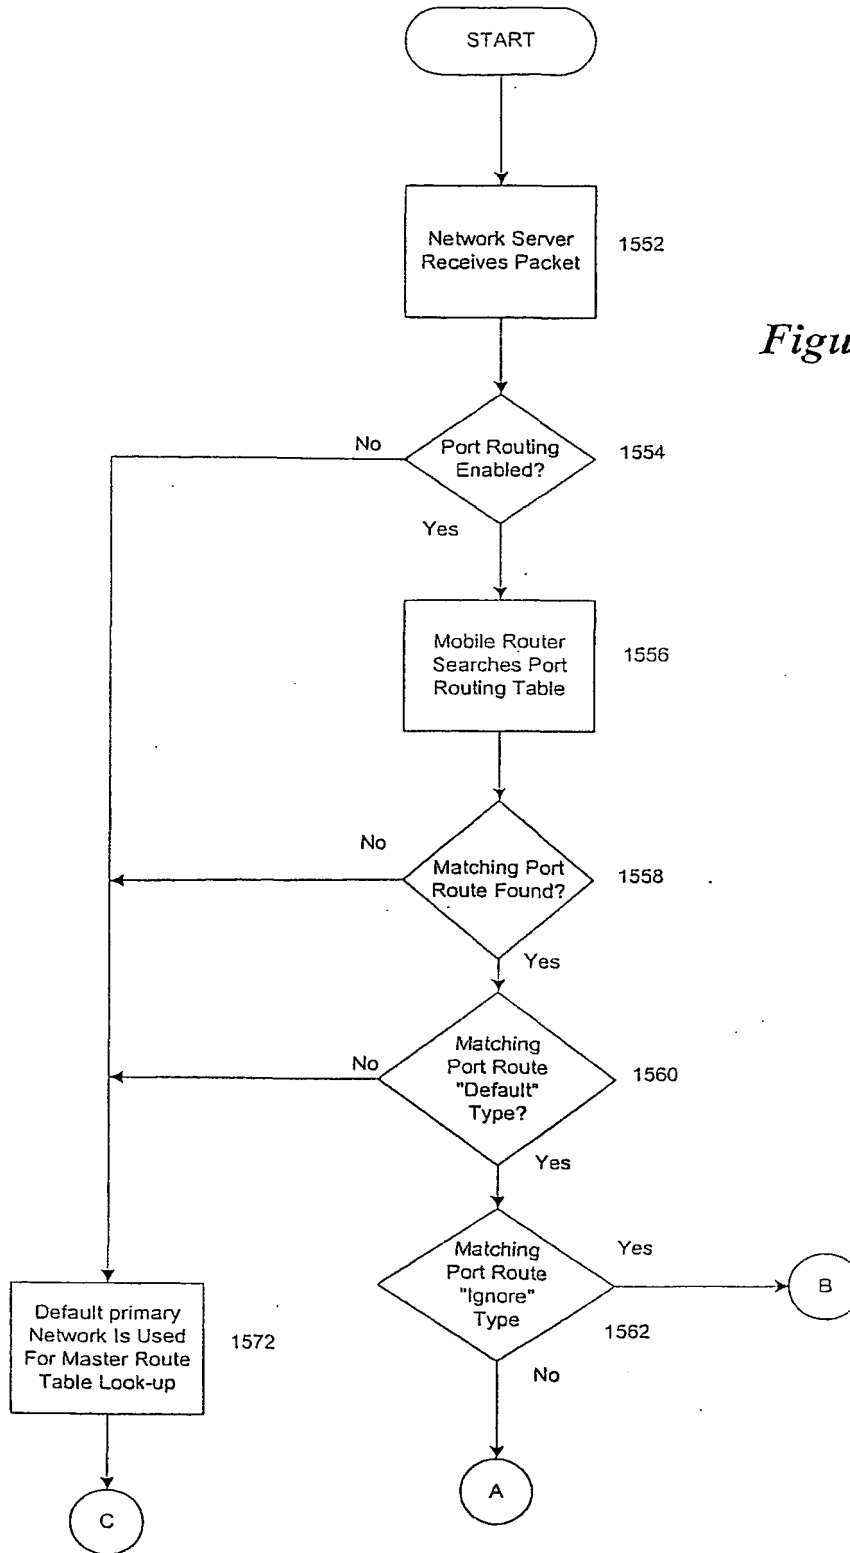 START
Network Server
Receives Packet
1552
Figu
No
Port Routing
Enabled?
1554
Yes
Mobile Router
Searches Port
Routing Table
1556
No
Matching Port
Route Found?
1558
Yes
No
Matching
Port Route
"Default"
Type?
1560
Yes
Matching
Port Route
"Ignore"
Type
Yes
B
1562
No
Default primary
Network Is Used
For Master Route
Table Look-up
1572
A
C